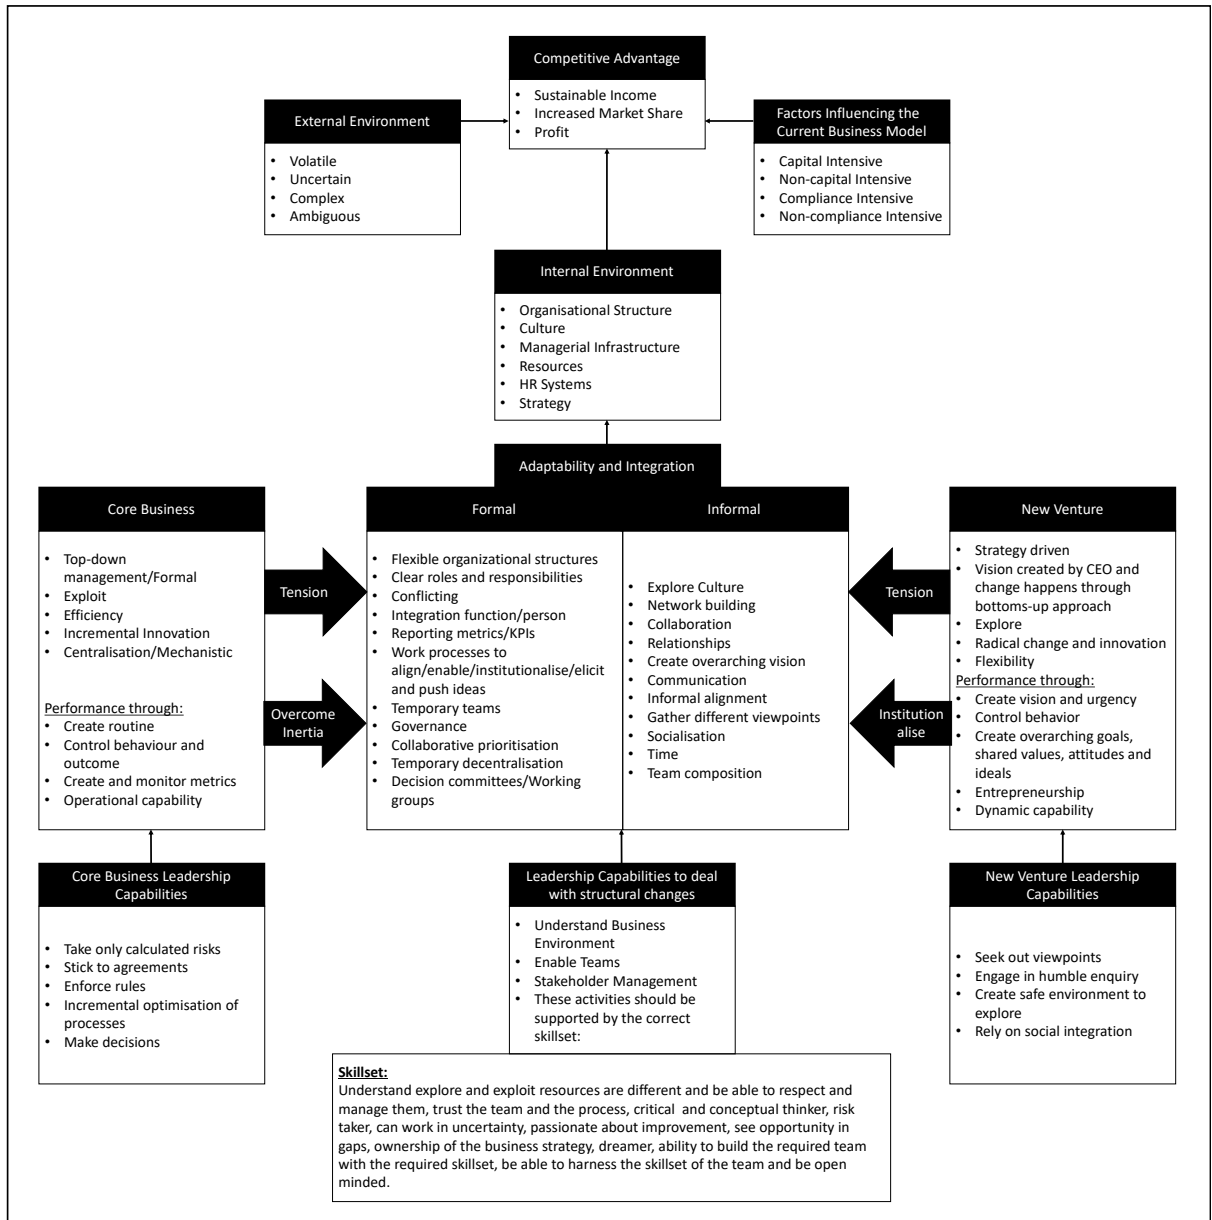 Competitive Advantage
• Sustainable Income
• Increased Market Share
• Profit
External Environment
• Volatile
• Uncertain
• Complex
• Ambiguous
Factors Influencing the
Current Business Model
• Capital Intensive
• Non-capital Intensive
• Compliance Intensive
• Non-compliance Intensive
Internal Environment
• Organisational Structure
• Culture
• Managerial Infrastructure
• Resources
• HR Systems
• Strategy
Adaptability and Integration
Core Business
• Top-down
management/Formal
• Exploit
• Efficiency
• Incremental Innovation
• Centralisation/Mechanistic
Performance through:
• Create routine
• Control behaviour and
outcome
• Create and monitor metrics
• Operational capability
Tension
Overcome
Inertia
Formal
• Flexible organizational structures
• Clear roles and responsibilities
• Conflicting
• Integration function/person
• Reporting metrics/KPIs
• Work processes to
align/enable/institutionalise/elicit
and push ideas
• Temporary teams
• Governance
• Collaborative prioritisation
• Temporary decentralisation
• Decision committees/Working
groups
Informal
• Explore Culture
• Network building
• Collaboration
• Relationships
• Create overarching vision
• Communication
• Informal alignment
• Gather different viewpoints
• Socialisation
• Time
• Team composition
Tension
Institution
alise
New Venture
• Strategy driven
• Vision created by CEO and
change happens through
bottoms-up approach
• Explore
• Radical change and innovation
• Flexibility
Performance through:
• Create vision and urgency
• Control behavior
• Create overarching goals,
shared values, attitudes and
ideals
• Entrepreneurship
• Dynamic capability
Core Business Leadership
Capabilities
• Take only calculated risks
• Stick to agreements
• Enforce rules
• Incremental optimisation of
processes
• Make decisions
Leadership Capabilities to deal
with structural changes
• Understand Business
Environment
• Enable Teams
• Stakeholder Management
• These activities should be
supported by the correct
skillset:
New Venture Leadership
Capabilities
• Seek out viewpoints
• Engage in humble enquiry
• Create safe environment to
explore
• Rely on social integration
Skillset:
Understand explore and exploit resources are different and be able to respect and
manage them, trust the team and the process, critical and conceptual thinker, risk
taker, can work in uncertainty, passionate about improvement, see opportunity in
gaps, ownership of the business strategy, dreamer, ability to build the required team
with the required skillset, be able to harness the skillset of the team and be open
minded.